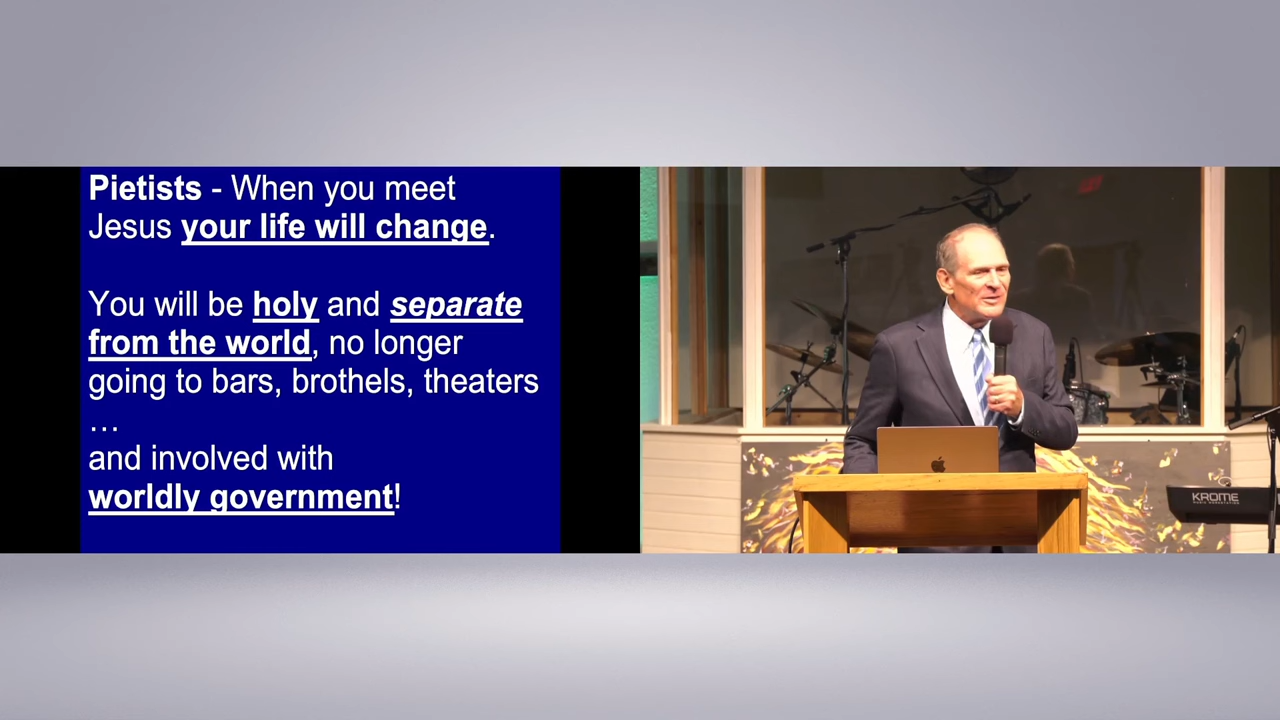 Pietists - When you meet
Jesus your life will change.
You will be holy and separate
from the world, no longer
going to bars, brothels, theaters
...
and involved with
worldly government!
KROME